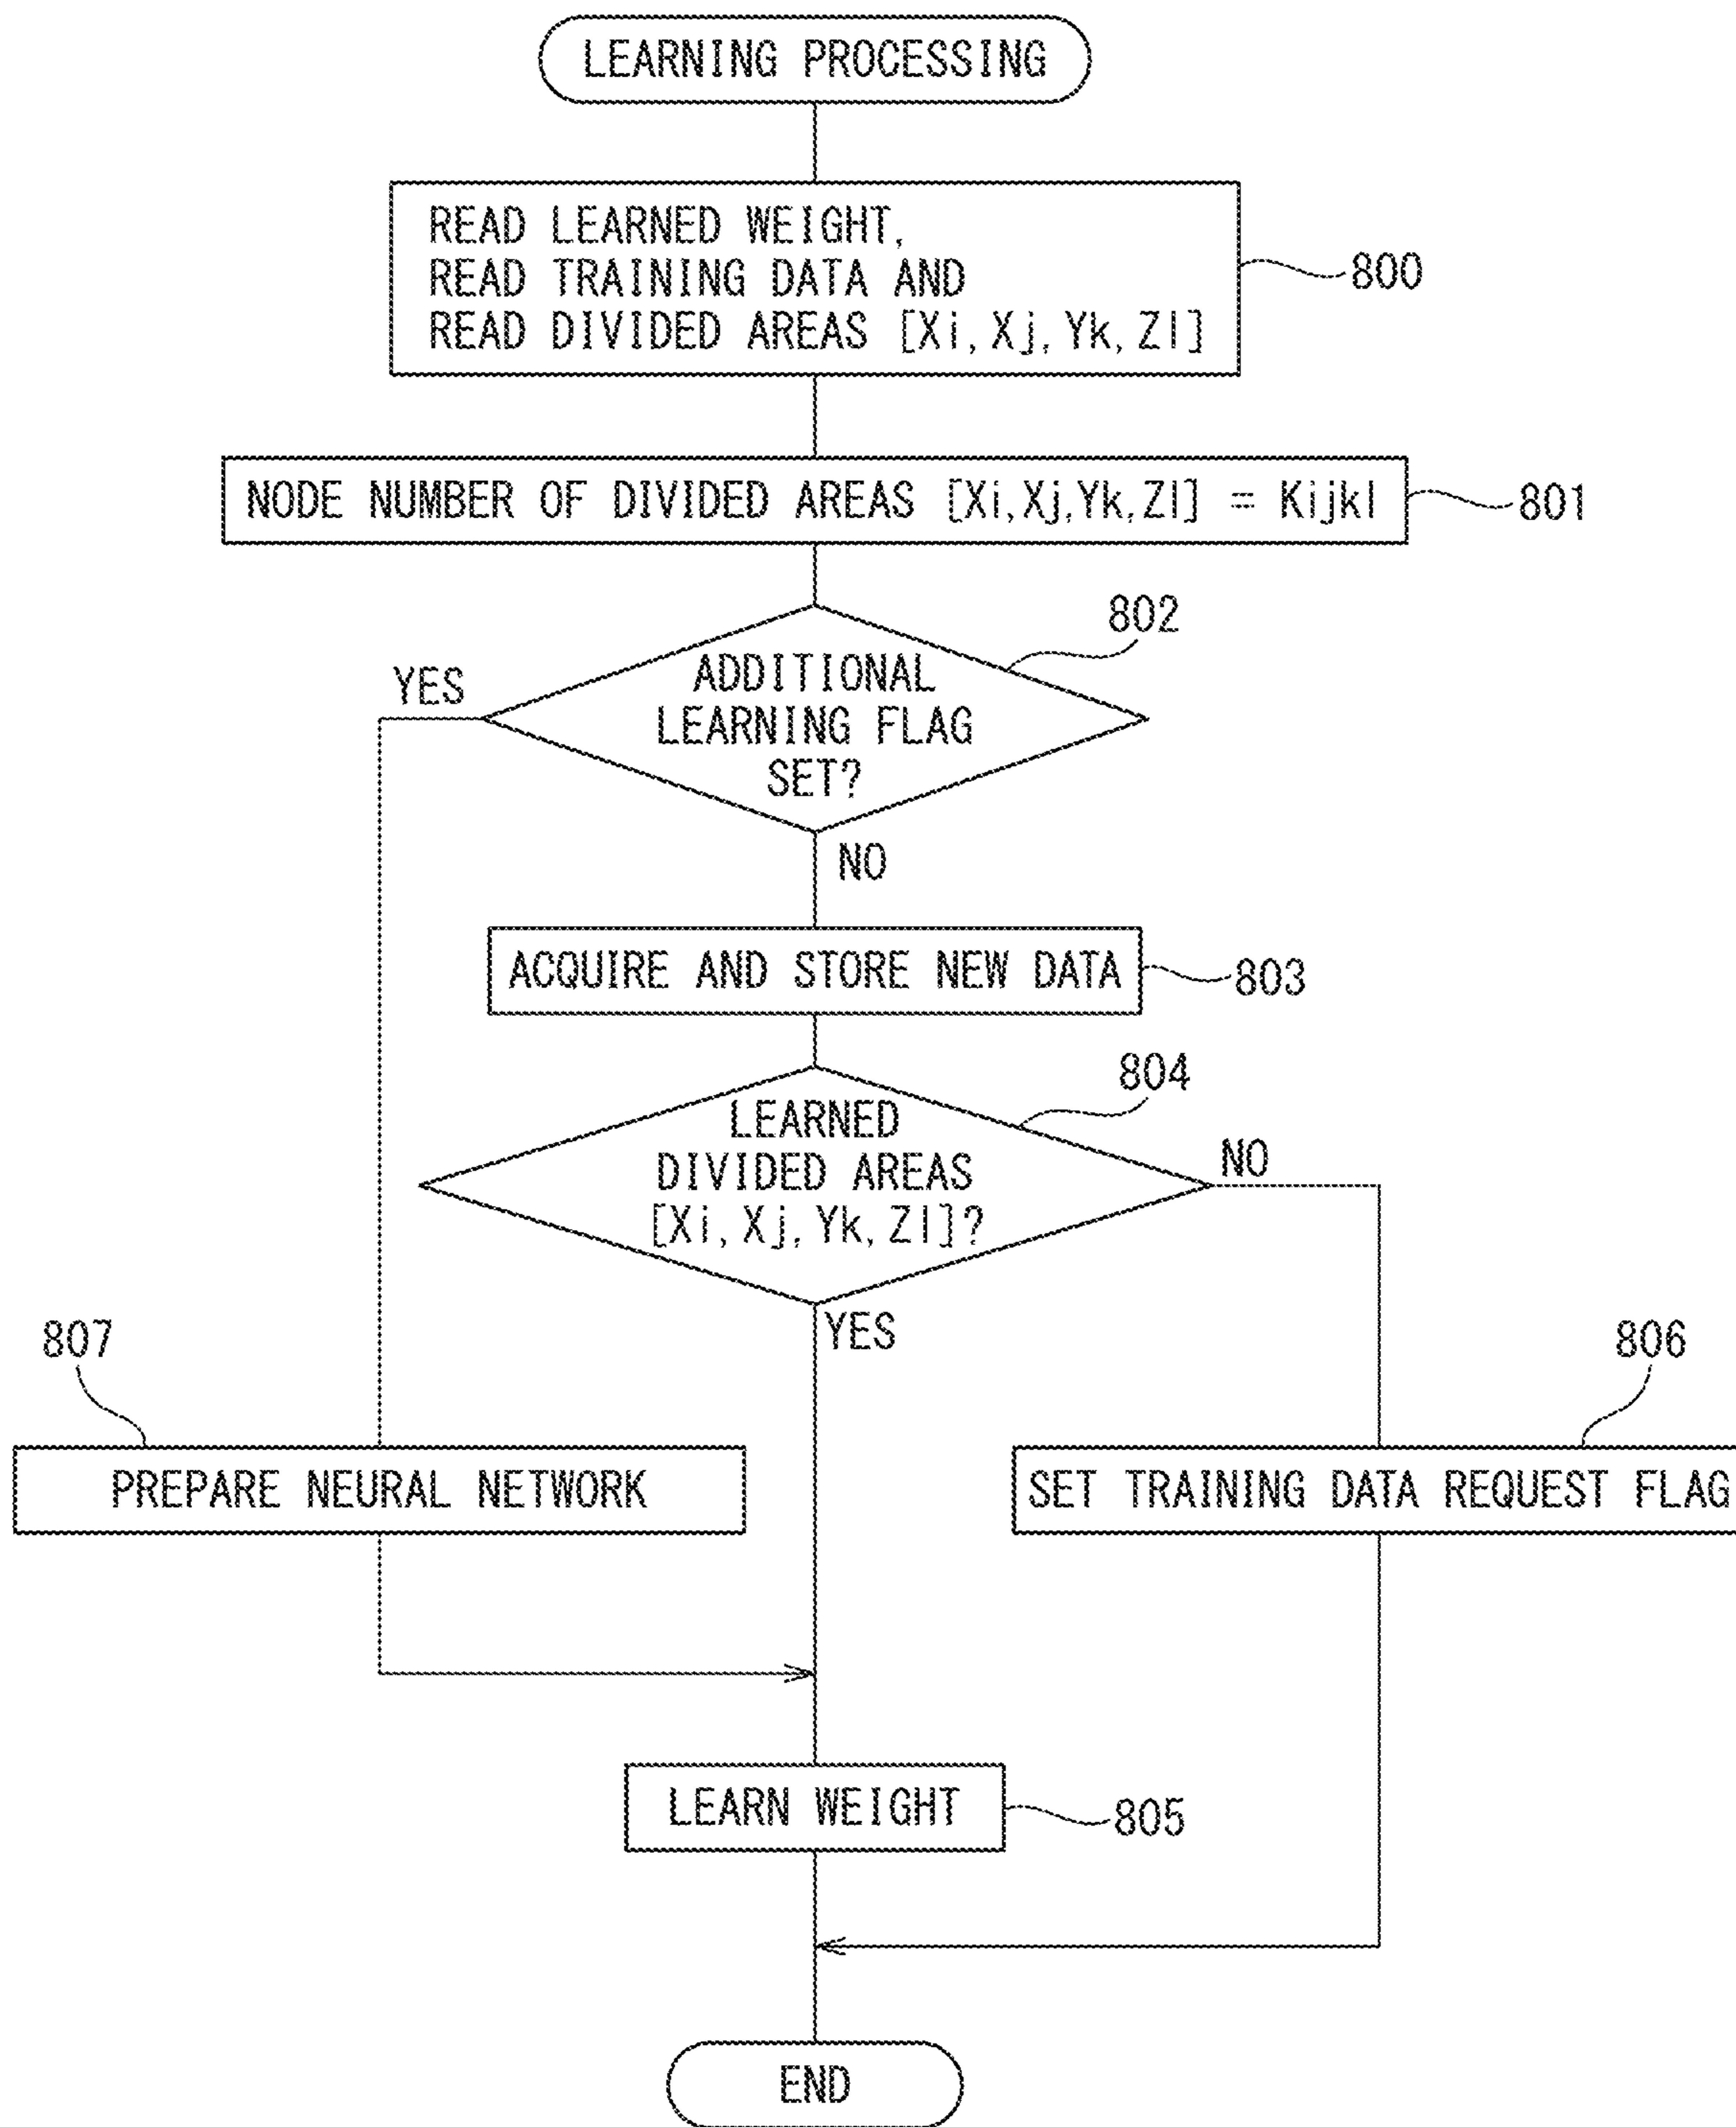 LEARNING PROCESSING
READ LEARNED WEIGHT,
READ TRAINING DATA AND
READ DIVIDED AREAS [Xi, Xj, Yk, Zl]
800
NODE NUMBER OF DIVIDED AREAS [Xi, Xj, Yk, Zl] = Kijkl
801
802
YES
ADDITIONAL
LEARNING FLAG
SET?
NO
ACQUIRE AND STORE NEW DATA
803
804
LEARNED
DIVIDED AREAS
[Xi, Xj, Yk, Zl]?
NO
YES
807
806
PREPARE NEURAL NETWORK
SET TRAINING DATA REQUEST FLAG
LEARN WEIGHT
805
END